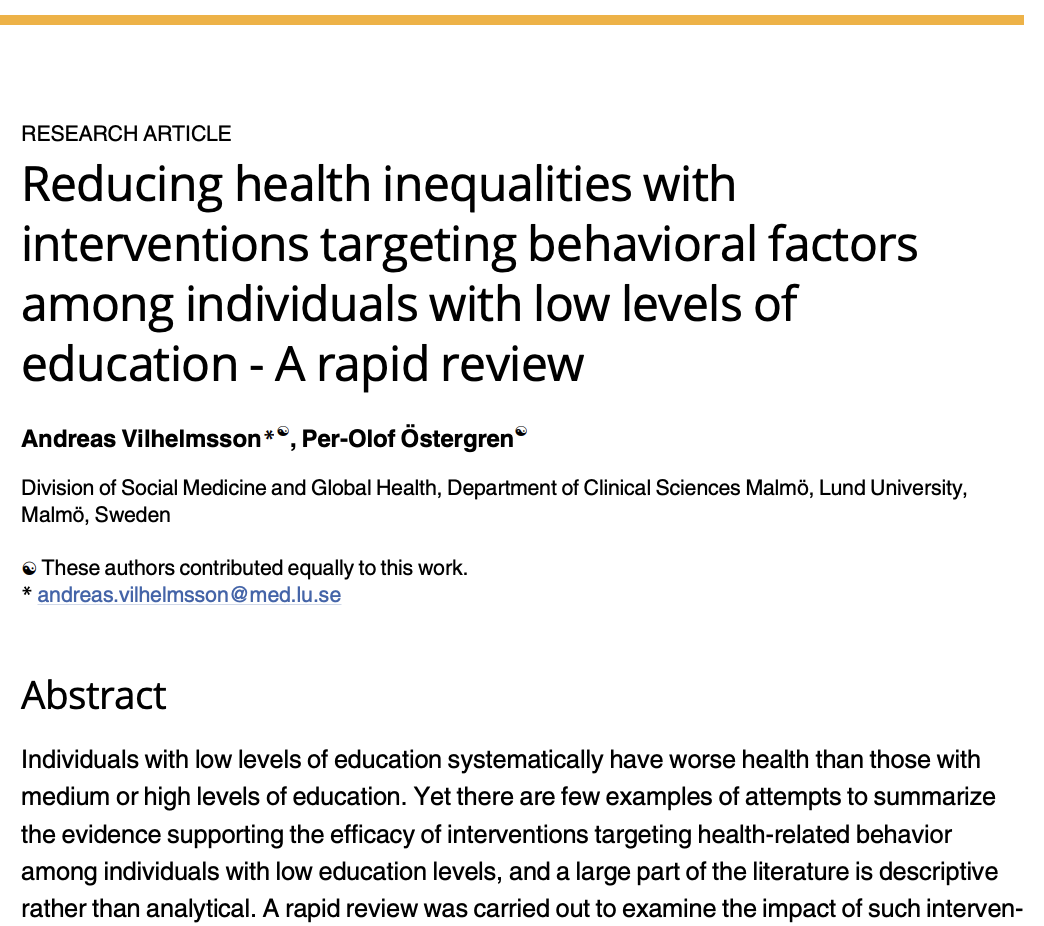 RESEARCH ARTICLE
Reducing health inequalities with
interventions targeting behavioral factors
among individuals with low levels of
education - A rapid review
Andreas Vilhelmsson*☯, Per-Olof Östergren☯
Division of Social Medicine and Global Health, Department of Clinical Sciences Malmö, Lund University,
Malmö, Sweden
☯ These authors contributed equally to this work.
* andreas.vilhelmsson@med.lu.se
Abstract
Individuals with low levels of education systematically have worse health than those with
medium or high levels of education. Yet there are few examples of attempts to summarize
the evidence supporting the efficacy of interventions targeting health-related behavior
among individuals with low education levels, and a large part of the literature is descriptive
rather than analytical. A rapid review was carried out to examine the impact of such interven-